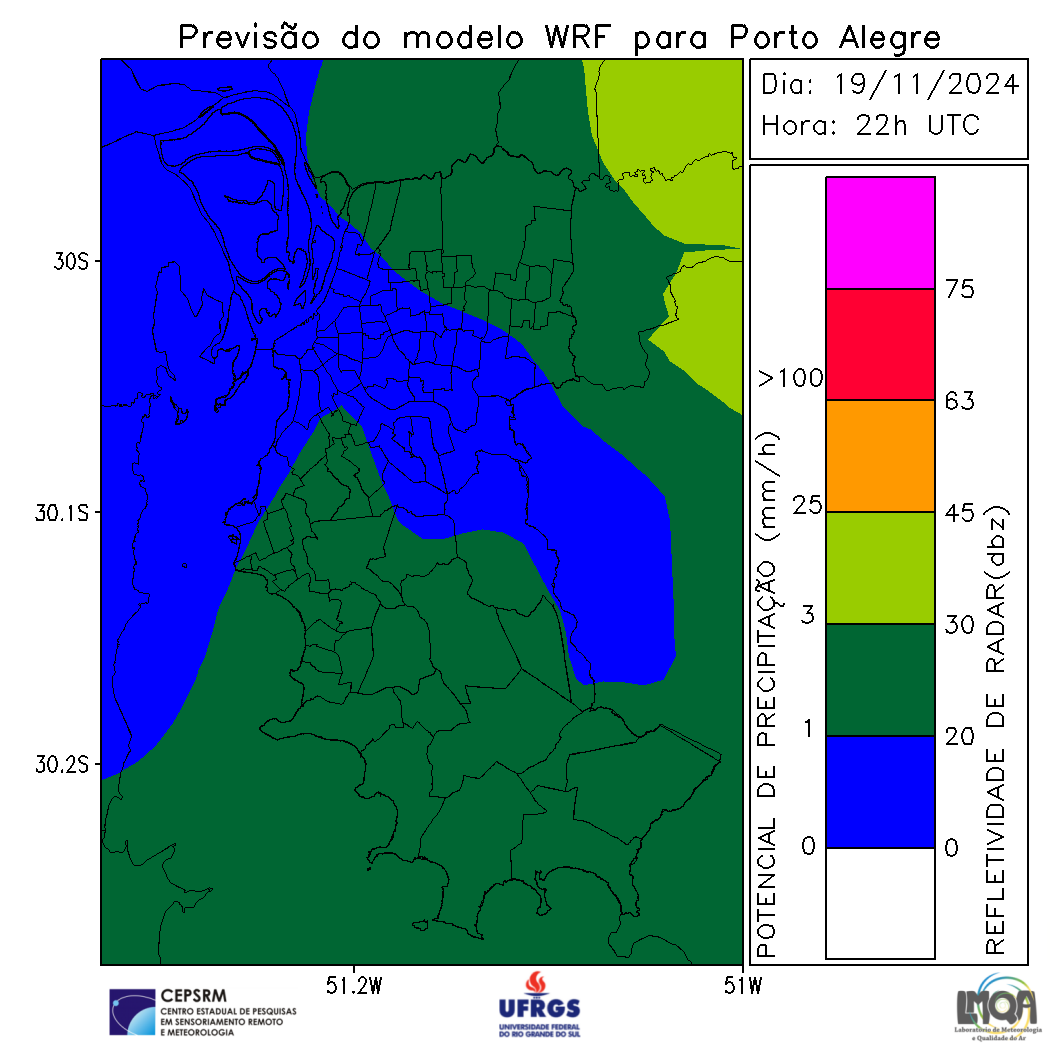 Previsão do modelo WRF para Porto Alegre
Dia: 19/11/2024
Hora: 22h UTC
30S
30.1S
30.2S
51.2W
51W
POTENCIAL DE PRECIPITAÇÃO (mm/h)
>100
25
3
1
0
75
63
45
30
20
0
REFLETIVIDADE DE RADAR(dbz)
CEPSRM
CENTRO ESTADUAL DE PESQUISAS
EM SENSORIAMENTO REMOTO
E METEOROLOGIA
UFRGS
UNIVERSIDADE FEDERAL
DO RIO GRANDE DO SUL
LMQA
Laboratório de Meteorologia
e Qualidade do Ar